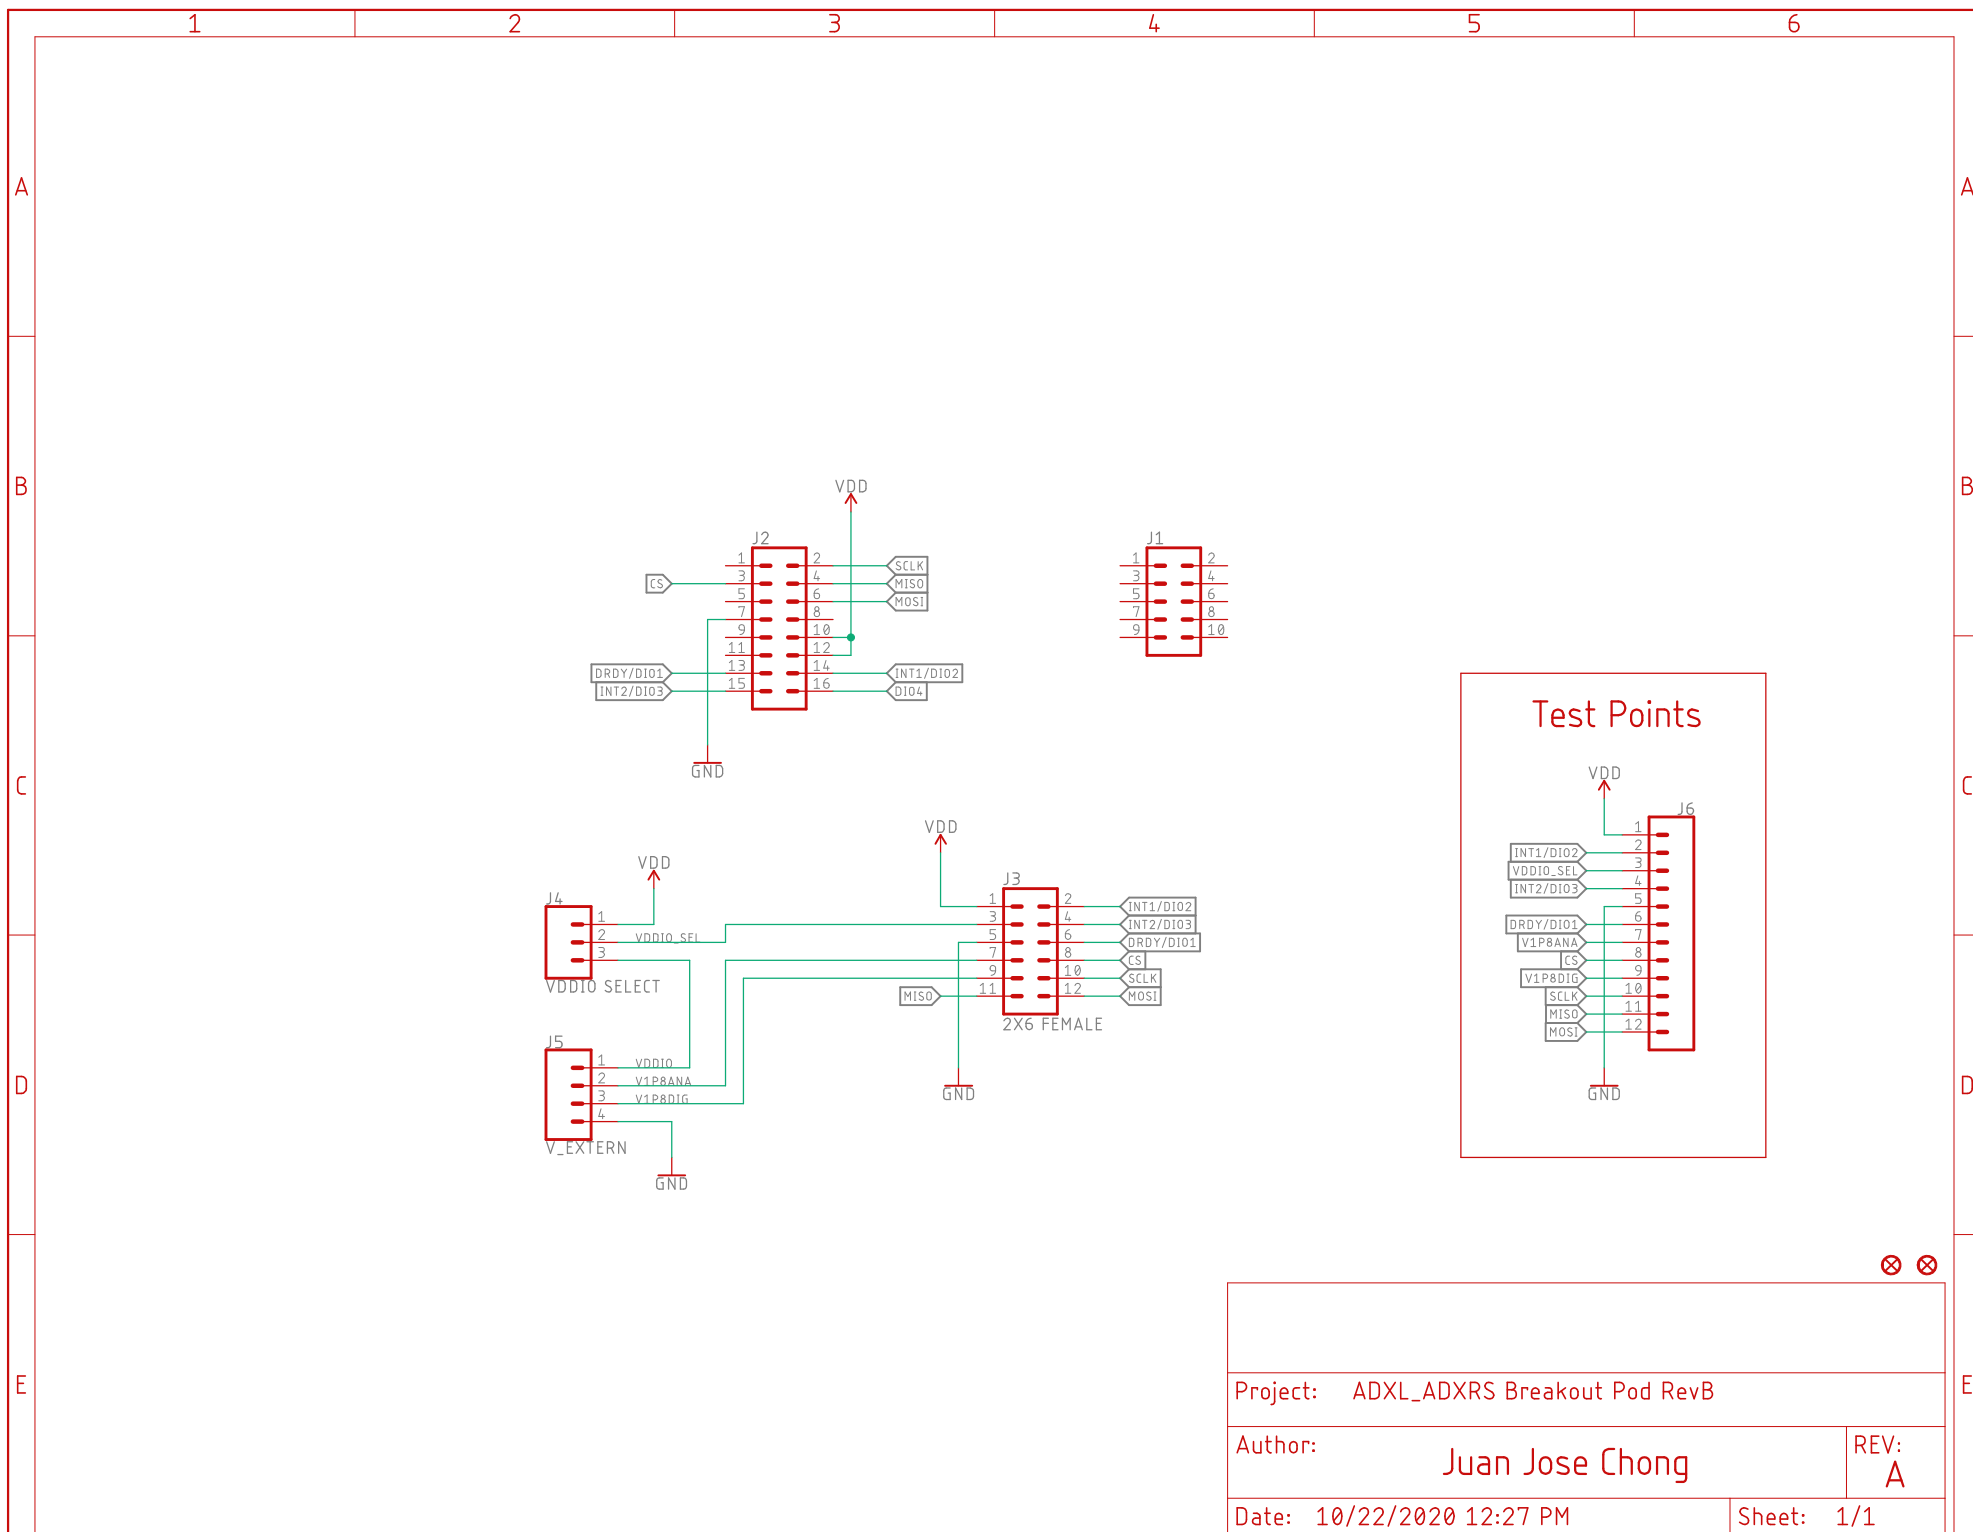 1 2 3 4 5 6
A A
B B
C C
D D
E E
VDD
J2
1 2 SCLK
CS 3 4 MISO
5 6 MOSI
7 8
9 10
11 12
DRDY/DIO1 13 14 INT1/DIO2
INT2/DIO3 15 16 DIO4
GND
J1
1 2
3 4
5 6
7 8
9 10
VDD
J4
1
2 VDDIO_SEL
3
VDDIO SELECT
J5
1 VDDIO
2 V1P8ANA
3 V1P8DIG
4
V_EXTERN
GND
VDD
J3
1 2 INT1/DIO2
3 4 INT2/DIO3
5 6 DRDY/DIO1
7 8 CS
9 10 SCLK
MISO 11 12 MOSI
2X6 FEMALE
GND
Test Points
VDD
J6
1
INT1/DIO2 2
VDDIO_SEL 3
INT2/DIO3 4
5
DRDY/DIO1 6
V1P8ANA 7
CS 8
V1P8DIG 9
SCLK 10
MISO 11
MOSI 12
GND
Project: ADXL_ADXRS Breakout Pod RevB
Author: Juan Jose Chong
REV: A
Date: 10/22/2020 12:27 PM
Sheet: 1/1